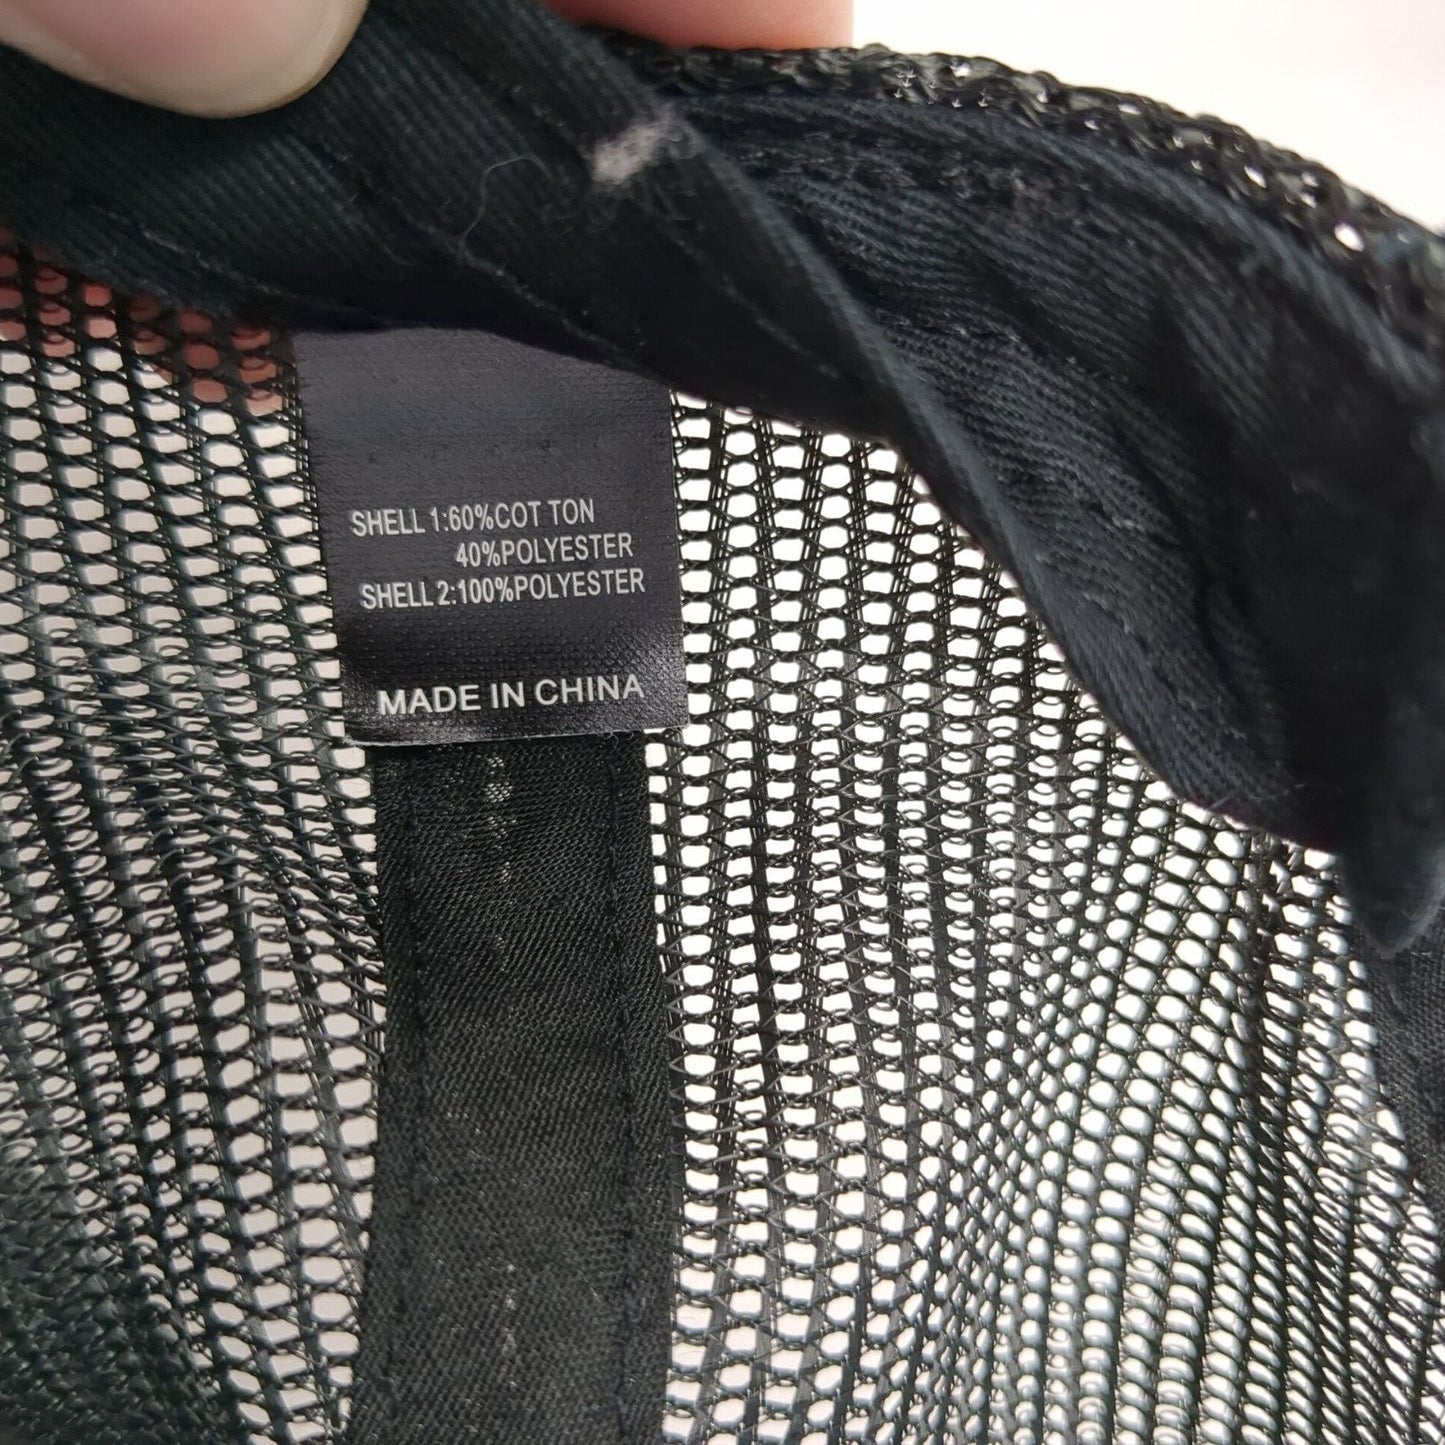 SHELL 1:60%COT TON
40%POLYESTER
SHELL 2:100%POLYESTER
MADE IN CHINA